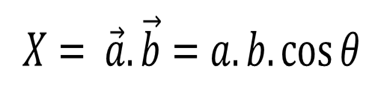 X = a⃗.b⃗ = a.b.cos θ